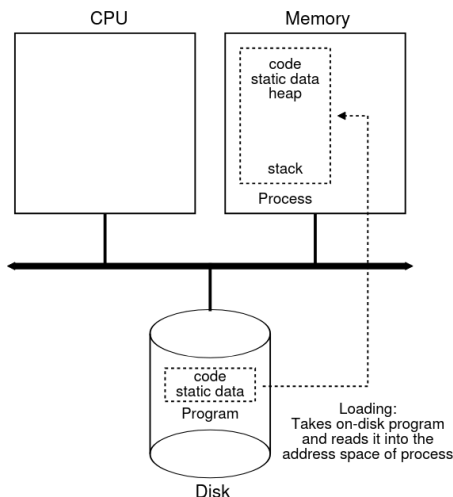 CPU
Memory
code
static data
heap
stack
Process
code
static data
Program
Loading:
Takes on-disk program
and reads it into the
address space of process
Disk